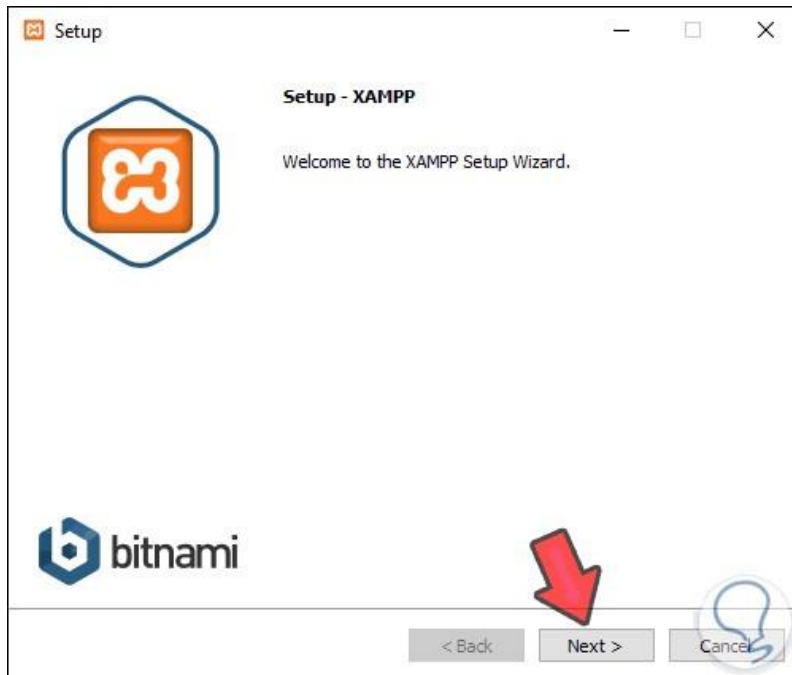 Setup
Setup - XAMPP
Welcome to the XAMPP Setup Wizard.
bitnami
< Back
Next >
Cancel